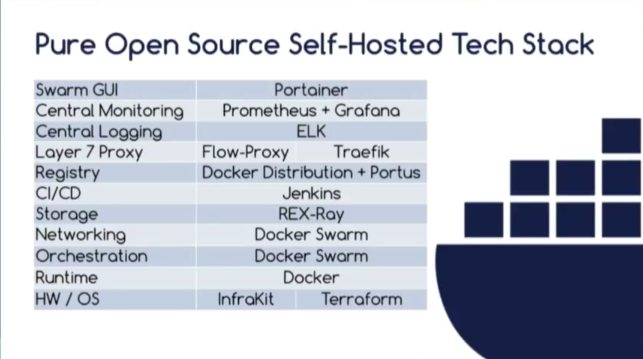 Pure Open Source Self-Hosted Tech Stack
Swarm GUI Portainer
Central Monitoring Prometheus + Grafana
Central Logging ELK
Layer 7 Proxy Flow-Proxy Traefik
Registry Docker Distribution + Portus
CI/CD Jenkins
Storage REX-Ray
Networking Docker Swarm
Orchestration Docker Swarm
Runtime Docker
HW / OS InfraKit Terraform